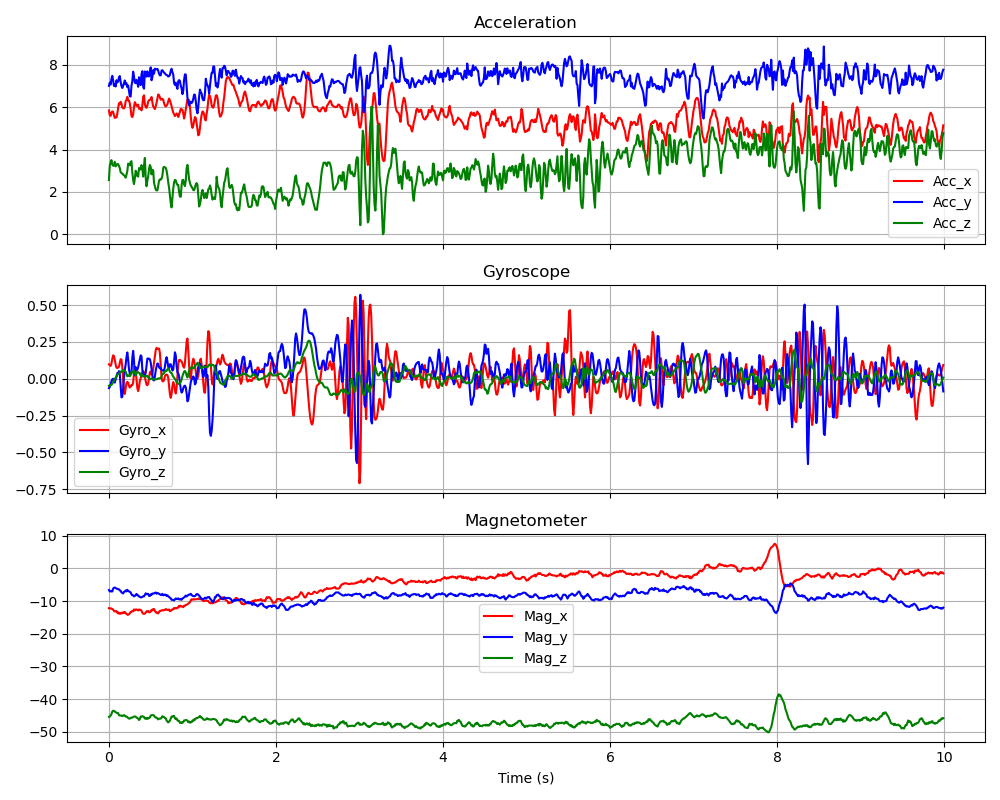 Acceleration
8
6
4
2
0
Acc_x
Acc_y
Acc_z
Gyroscope
0.50
0.25
0.00
−0.25
−0.50
−0.75
Gyro_x
Gyro_y
Gyro_z
Magnetometer
10
0
−10
−20
−30
−40
−50
Mag_x
Mag_y
Mag_z
0 2 4 6 8 10
Time (s)